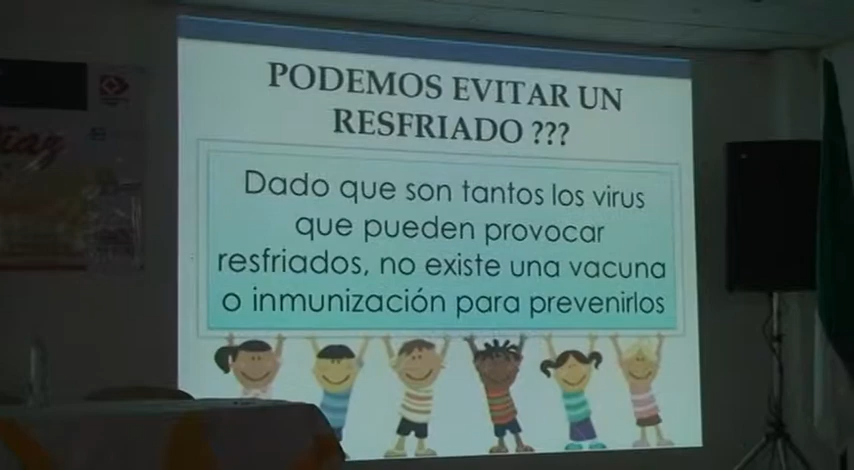 PODEMOS EVITAR UN
RESFRIADO ???
Dado que son tantos los virus
que pueden provocar
resfriados, no existe una vacuna
o inmunización para prevenirlos